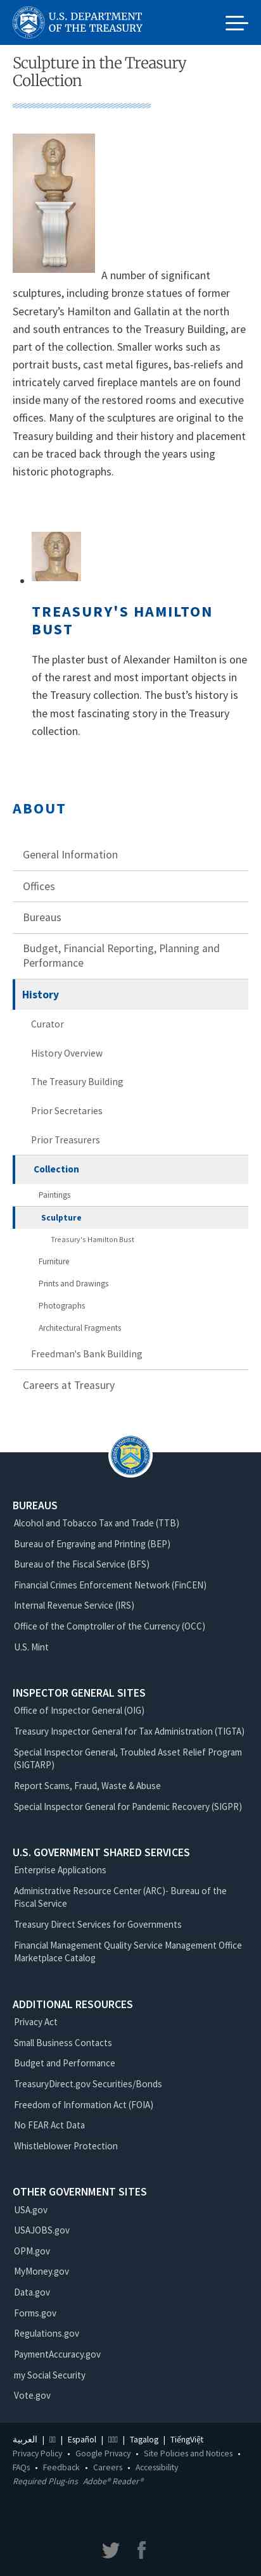 U.S. DEPARTMENT
OF THE TREASURY
Sculpture in the Treasury
Collection
A number of significant
sculptures, including bronze statues of former
Secretary’s Hamilton and Gallatin at the north
and south entrances to the Treasury Building, are
part of the collection. Smaller works such as
portrait busts, cast metal figures, bas-reliefs and
intricately carved fireplace mantels are on found
inside many of the restored rooms and executive
offices. Many of the sculptures are original to the
Treasury building and their history and placement
can be traced back through the years using
historic photographs.
TREASURY'S HAMILTON
BUST
The plaster bust of Alexander Hamilton is one
of the rarest and most important objects in
the Treasury collection. The bust’s history is
the most fascinating story in the Treasury
collection.
ABOUT
General Information
Offices
Bureaus
Budget, Financial Reporting, Planning and
Performance
History
Curator
History Overview
The Treasury Building
Prior Secretaries
Prior Treasurers
Collection
Paintings
Sculpture
Treasury's Hamilton Bust
Furniture
Prints and Drawings
Photographs
Architectural Fragments
Freedman's Bank Building
Careers at Treasury
BUREAUS
Alcohol and Tobacco Tax and Trade (TTB)
Bureau of Engraving and Printing (BEP)
Bureau of the Fiscal Service (BFS)
Financial Crimes Enforcement Network (FinCEN)
Internal Revenue Service (IRS)
Office of the Comptroller of the Currency (OCC)
U.S. Mint
INSPECTOR GENERAL SITES
Office of Inspector General (OIG)
Treasury Inspector General for Tax Administration (TIGTA)
Special Inspector General, Troubled Asset Relief Program
(SIGTARP)
Report Scams, Fraud, Waste & Abuse
Special Inspector General for Pandemic Recovery (SIGPR)
U.S. GOVERNMENT SHARED SERVICES
Enterprise Applications
Administrative Resource Center (ARC)- Bureau of the
Fiscal Service
Treasury Direct Services for Governments
Financial Management Quality Service Management Office
Marketplace Catalog
ADDITIONAL RESOURCES
Privacy Act
Small Business Contacts
Budget and Performance
TreasuryDirect.gov Securities/Bonds
Freedom of Information Act (FOIA)
No FEAR Act Data
Whistleblower Protection
OTHER GOVERNMENT SITES
USA.gov
USAJOBS.gov
OPM.gov
MyMoney.gov
Data.gov
Forms.gov
Regulations.gov
PaymentAccuracy.gov
my Social Security
Vote.gov
العربية | | Español | | Tagalog | TiếngViệt
Privacy Policy • Google Privacy • Site Policies and Notices •
FAQs • Feedback • Careers • Accessibility
Required Plug-ins Adobe® Reader®